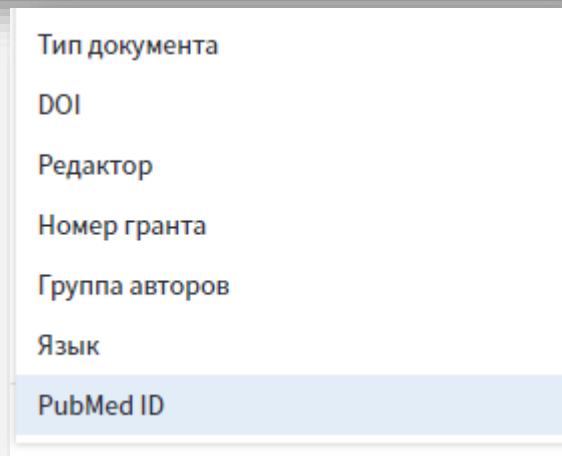 Тип документа
DOI
Редактор
Номер гранта
Группа авторов
Язык
PubMed ID